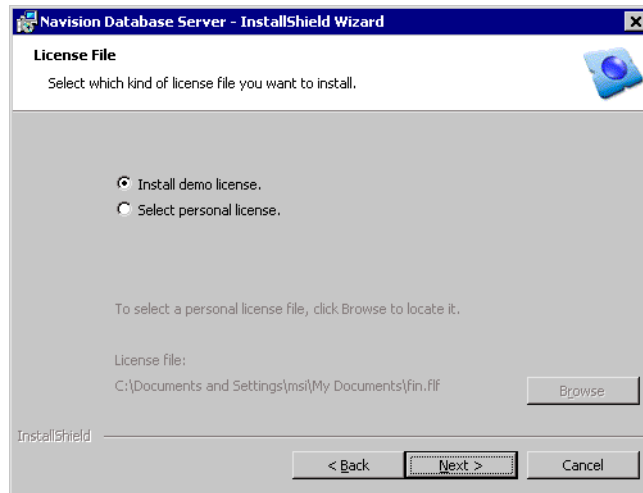 Navision Database Server - InstallShield Wizard
License File
Select which kind of license file you want to install.
Install demo license.
Select personal license.
To select a personal license file, click Browse to locate it.
License file:
C:\Documents and Settings\msi\My Documents\fin.flf
Browse
InstallShield
< Back
Next >
Cancel